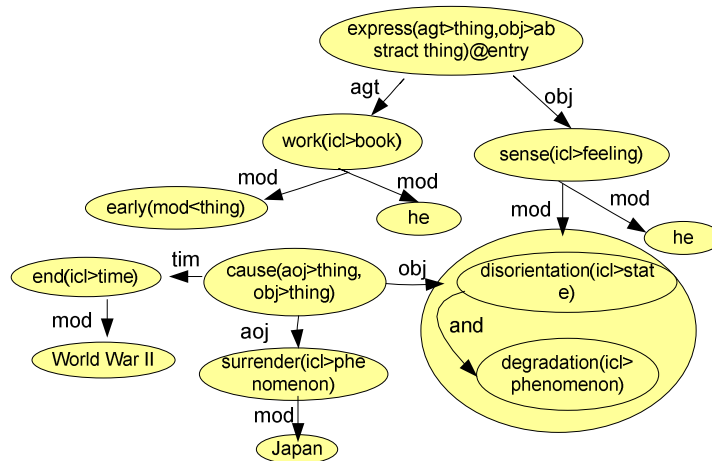 express(agt>thing,obj>ab
stract thing)@entry
agt
obj
work(icl>book)
sense(icl>feeling)
mod
mod
mod
mod
early(mod<thing)
he
he
tim
end(icl>time)
cause(aoj>thing,
obj>thing)
obj
disorientation(icl>stat
e)
mod
aoj
and
World War II
surrender(icl>phe
nomenon)
degradation(icl>
phenomenon)
mod
Japan